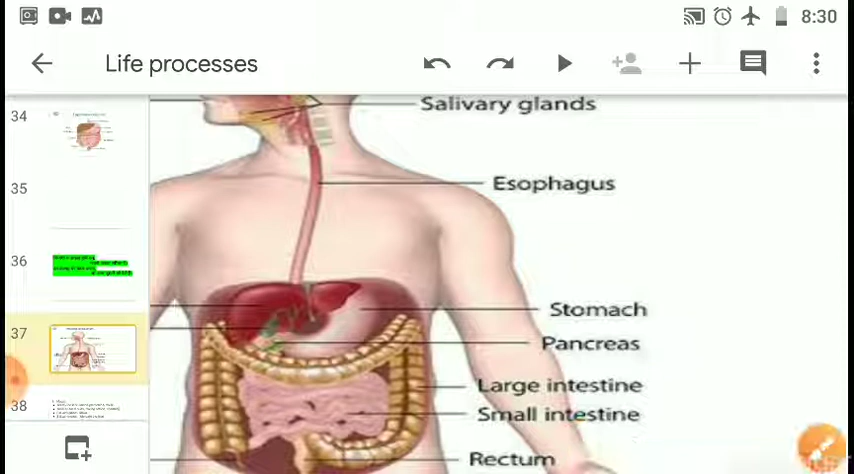 8:30
Life processes
34
Salivary glands
35
Esophagus
36
Stomach
37
Pancreas
Large intestine
38
Small intestine
Rectum